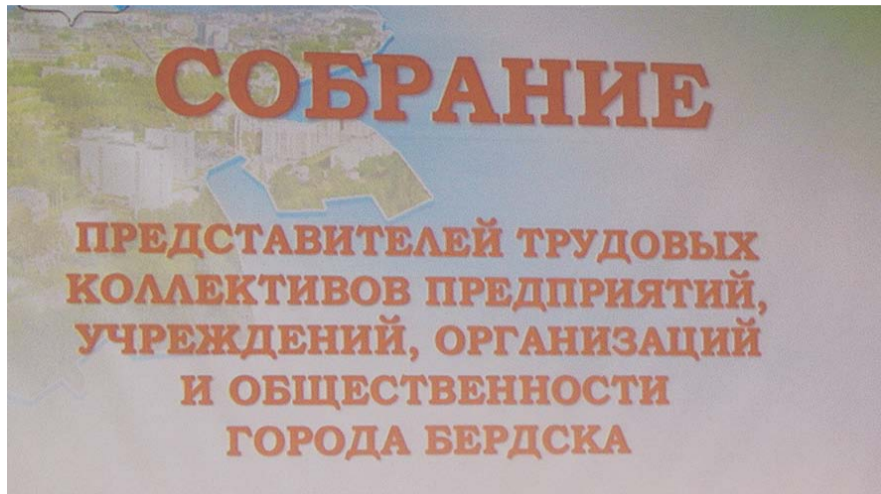 СОБРАНИЕ
ПРЕДСТАВИТЕЛЕЙ ТРУДОВЫХ
КОЛЛЕКТИВОВ ПРЕДПРИЯТИЙ,
УЧРЕЖДЕНИЙ, ОРГАНИЗАЦИЙ
И ОБЩЕСТВЕННОСТИ
ГОРОДА БЕРДСКА